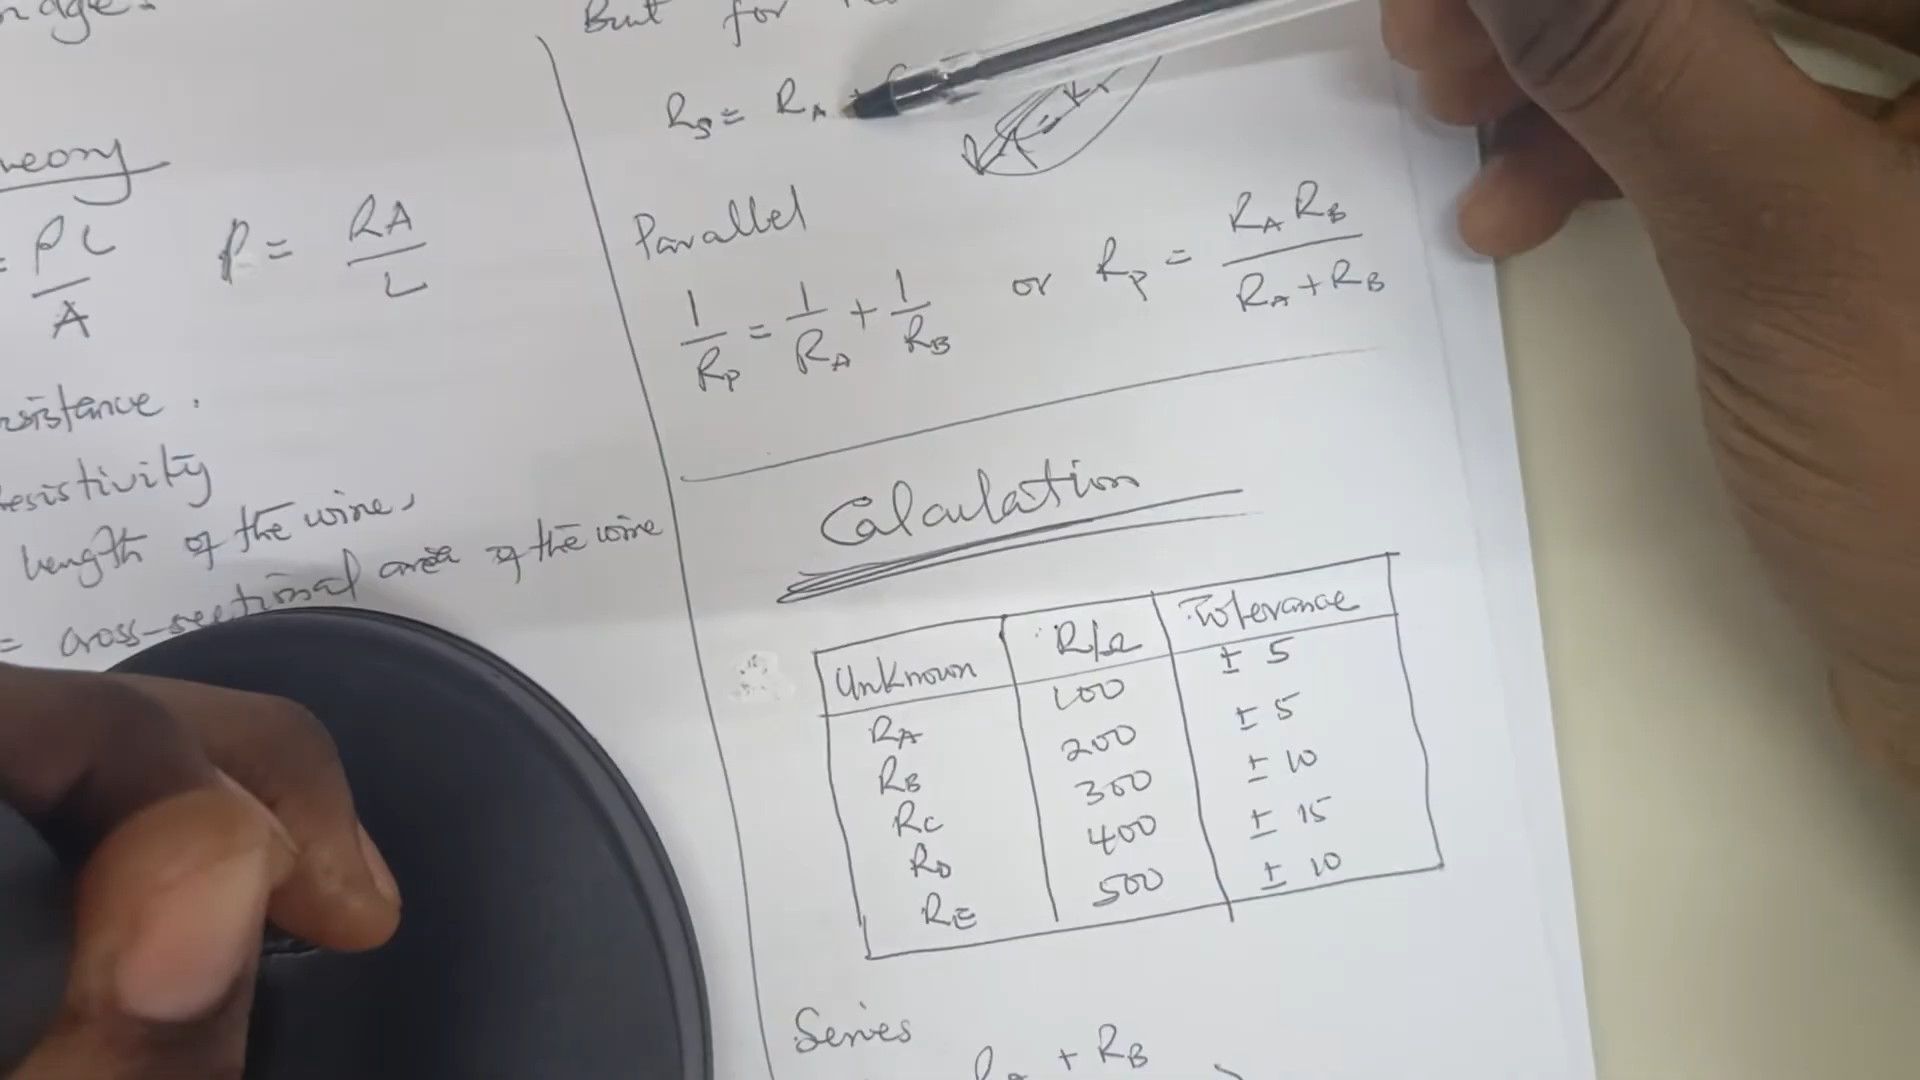 But for
theory
= ρL / A
ρ = RA / L
resistance.
resistivity
length of the wire,
= cross-sectional area of the wire
Rs = RA +
Parallel
1/Rp = 1/RA + 1/RB or Rp = RA RB / RA + RB
Calculation
Unknown R/Ω Tolerance
RA 100 ± 5
RB 200 ± 5
RC 300 ± 10
RD 400 ± 15
RE 500 ± 10
Series
+ RB